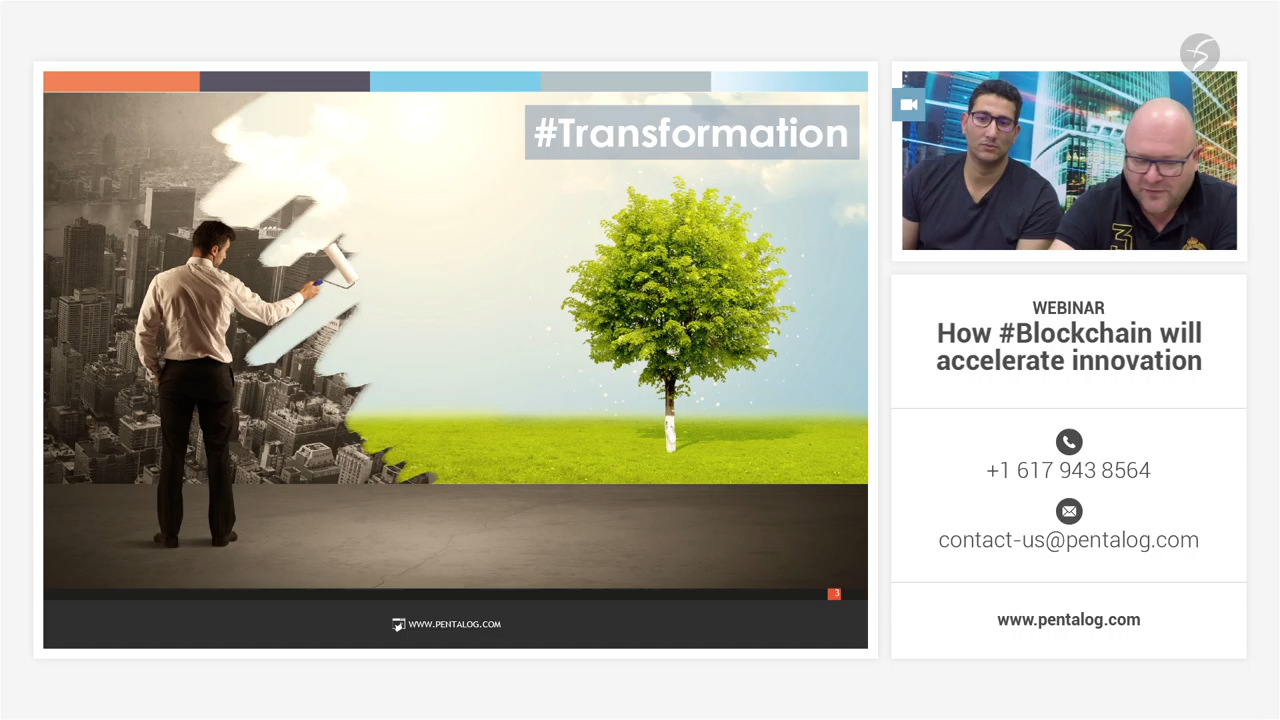 #Transformation
3
WWW.PENTALOG.COM
WEBINAR
How #Blockchain will
accelerate innovation
+1 617 943 8564
contact-us@pentalog.com
www.pentalog.com